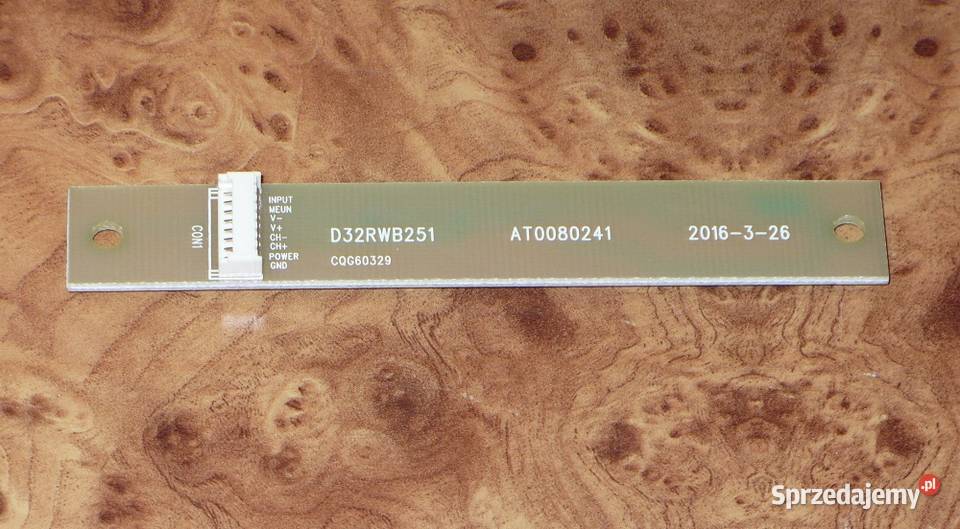 CON1
INPUT
MEUN
V-
V+
CH-
CH+
POWER
GND
D32RWB251
CQG60329
AT0080241
2016-3-26
Sprzedajemy.pl